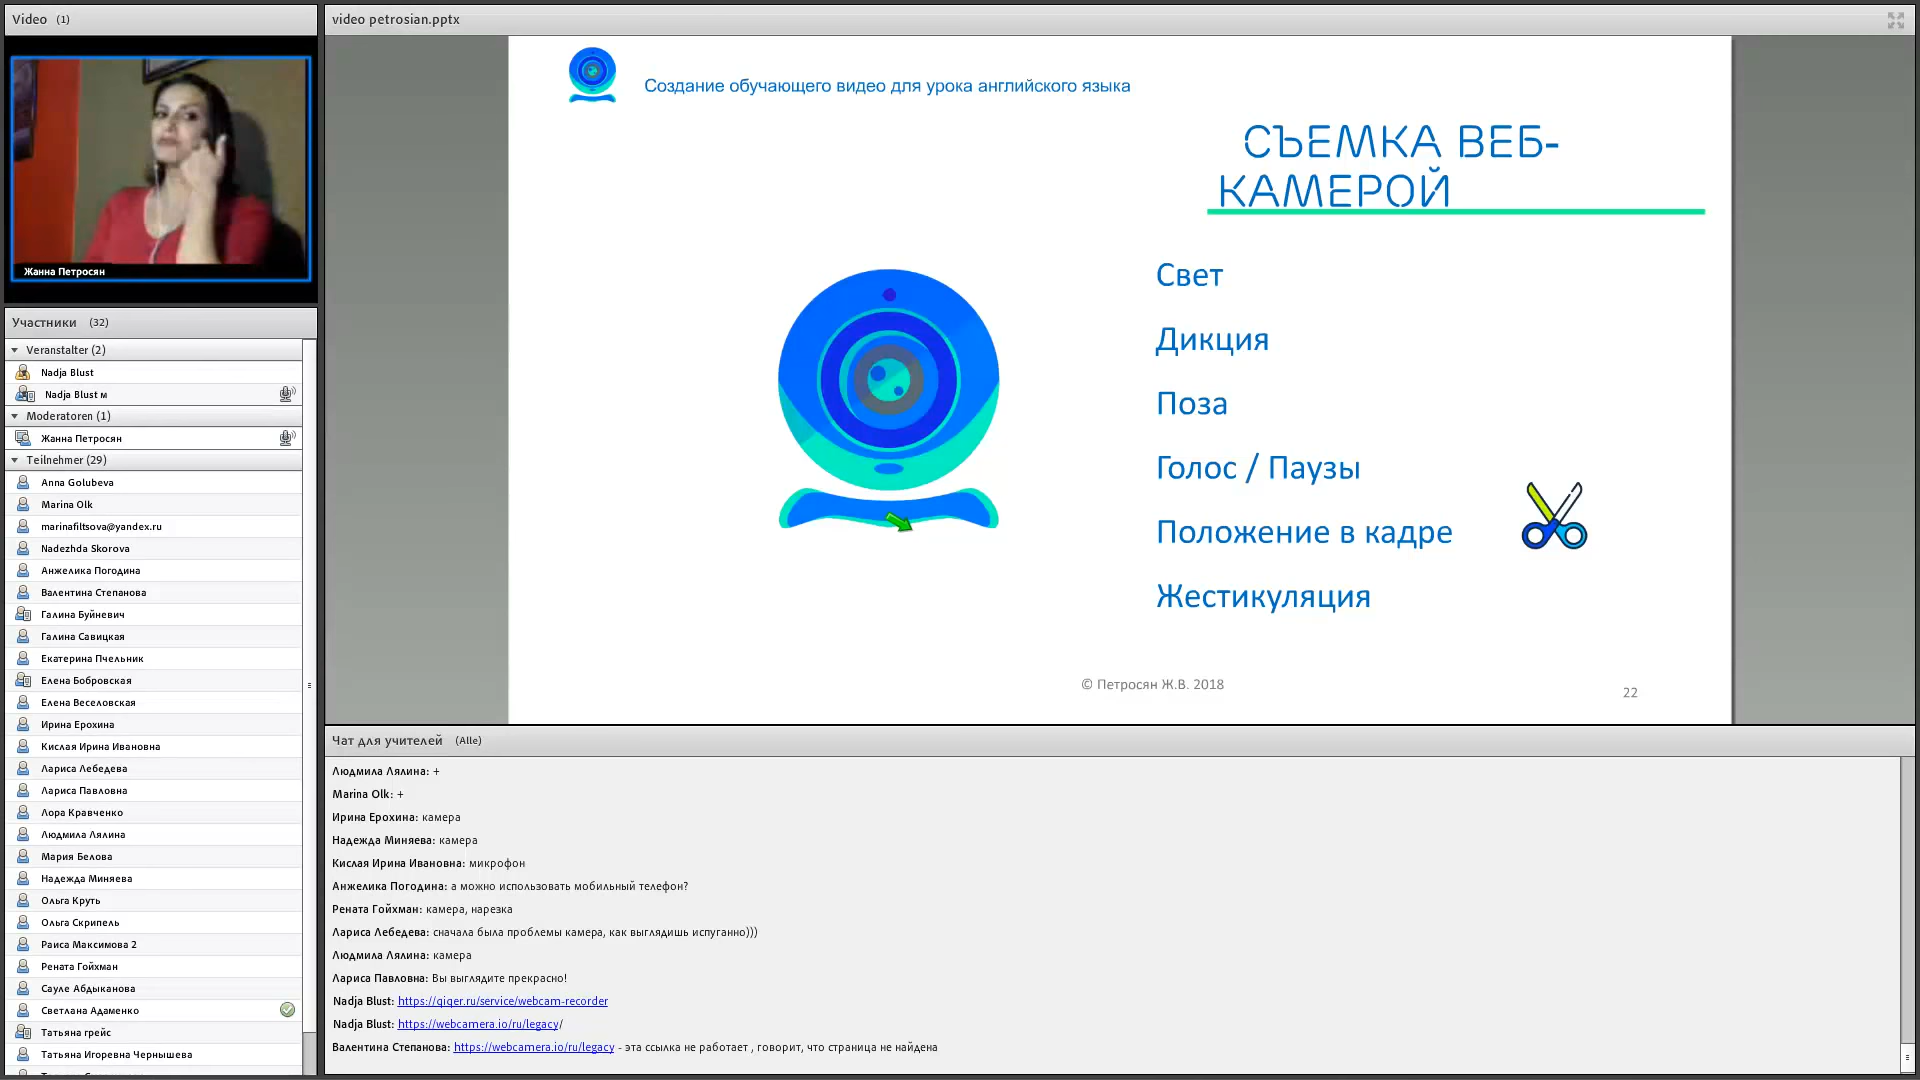 Video (1)
Жанна Петросян
Участники (32)
Veranstalter (2)
Nadja Blust
Nadja Blust м
Moderatoren (1)
Жанна Петросян
Teilnehmer (29)
Anna Golubeva
Marina Olk
marinafiltsova@yandex.ru
Nadezhda Skorova
Анжелика Погодина
Валентина Степанова
Галина Буйневич
Галина Савицкая
Екатерина Пчельник
Елена Бобровская
Елена Веселовская
Ирина Ерохина
Кислая Ирина Ивановна
Лариса Лебедева
Лариса Павловна
Лора Кравченко
Людмила Лялина
Мария Белова
Надежда Миняева
Ольга Круть
Ольга Скрипель
Раиса Максимова 2
Рената Гойхман
Сауле Абдыканова
Светлана Адаменко
Татьяна грейс
Татьяна Игоревна Чернышева
video petrosian.pptx
Создание обучающего видео для урока английского языка
СЪЕМКА ВЕБ-
КАМЕРОЙ
Свет
Дикция
Поза
Голос / Паузы
Положение в кадре
Жестикуляция
© Петросян Ж.В. 2018
22
Чат для учителей (Alle)
Людмила Лялина: +
Marina Olk: +
Ирина Ерохина: камера
Надежда Миняева: камера
Кислая Ирина Ивановна: микрофон
Анжелика Погодина: а можно использовать мобильный телефон?
Рената Гойхман: камера, нарезка
Лариса Лебедева: сначала была проблемы камера, как выглядишь испуганно)))
Людмила Лялина: камера
Лариса Павловна: Вы выглядите прекрасно!
Nadja Blust: https://qiqer.ru/service/webcam-recorder
Nadja Blust: https://webcamera.io/ru/legacy/
Валентина Степанова: https://webcamera.io/ru/legacy - эта ссылка не работает , говорит, что страница не найдена